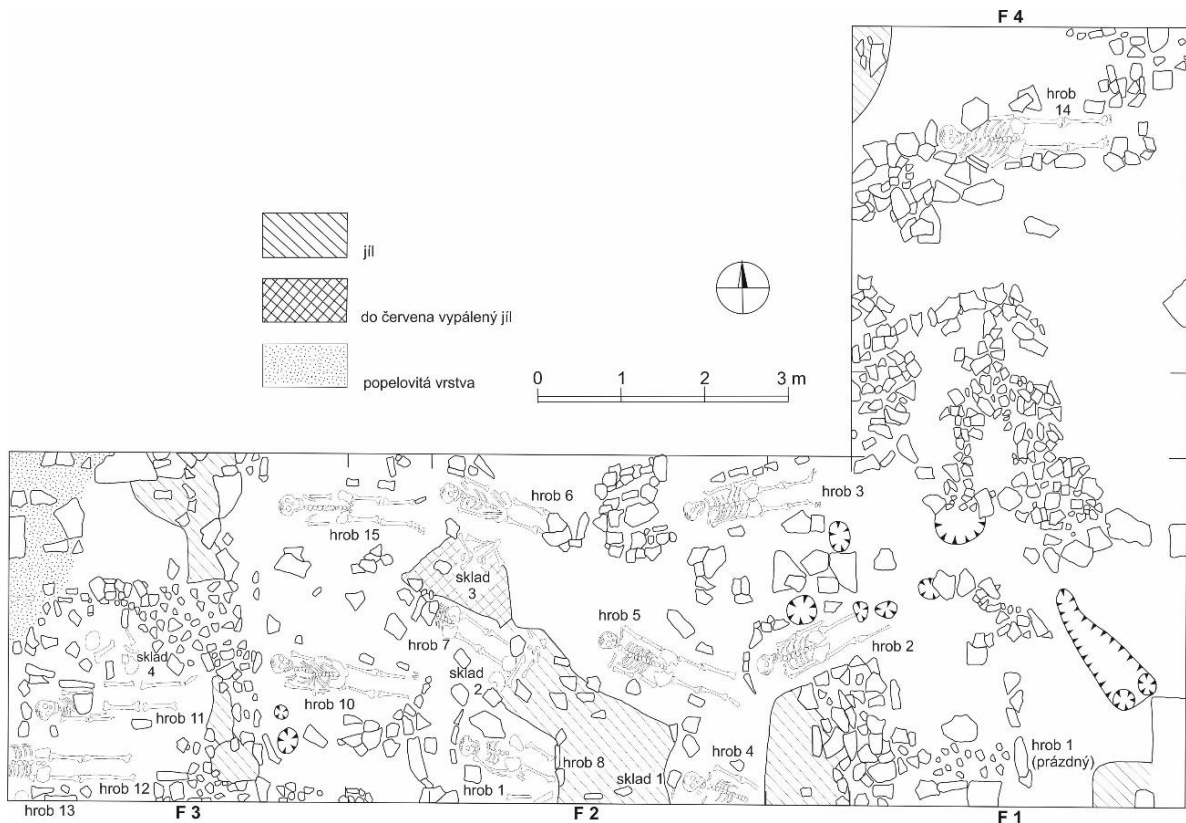 F 4
hrob
14
jíl
do červena vypálený jíl
popelovitá vrstva
0 1 2 3 m
hrob 6
hrob 3
hrob 15
sklad
3
hrob 5
hrob 7
hrob 2
sklad
4
sklad
2
hrob 10
hrob 11
hrob 4
hrob 8
hrob 1
(prázdný)
sklad 1
hrob 12
hrob 1
hrob 13
F 3
F 2
F 1